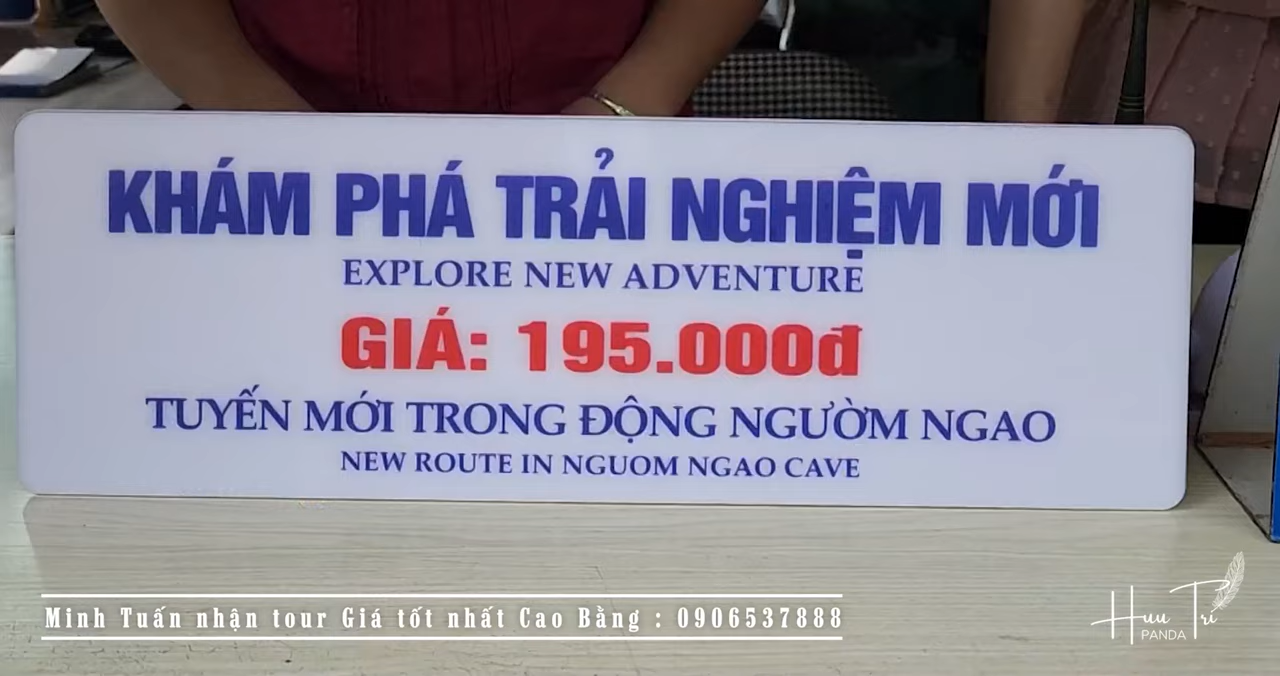 KHÁM PHÁ TRẢI NGHIỆM MỚI
EXPLORE NEW ADVENTURE
GIÁ: 195.000đ
TUYẾN MỚI TRONG ĐỘNG NGƯỜM NGAO
NEW ROUTE IN NGUOM NGAO CAVE
Minh Tuấn nhận tour Giá tốt nhất Cao Bằng : 0906537888
Huu Trí
PANDA